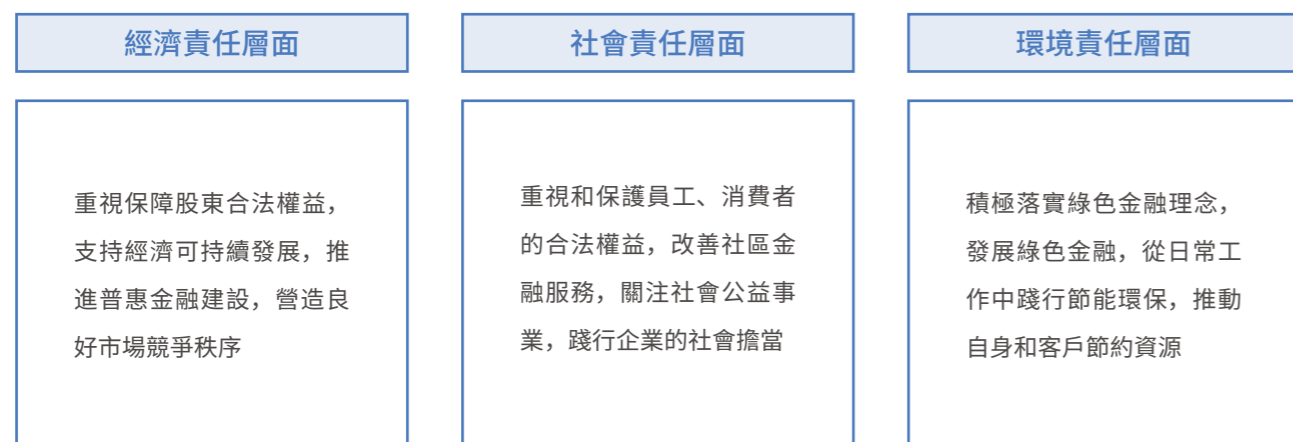 經濟責任層面
重視保障股東合法權益，
支持經濟可持續發展，推
進普惠金融建設，營造良
好市場競爭秩序
社會責任層面
重視和保護員工、消費者
的合法權益，改善社區金
融服務，關注社會公益事
業，踐行企業的社會擔當
環境責任層面
積極落實綠色金融理念，
發展綠色金融，從日常工
作中踐行節能環保，推動
自身和客戶節約資源